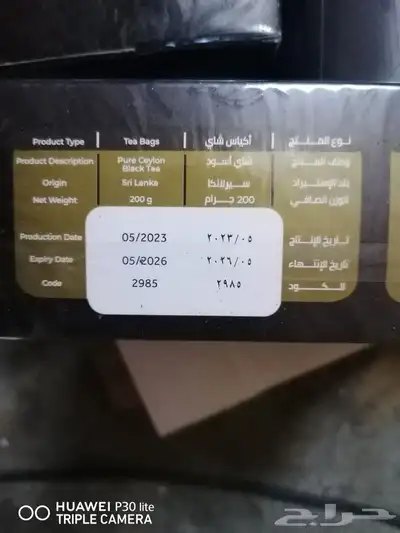 Product Type Tea Bags أكياس شاي نوع المنتج
Product Description Pure Ceylon Black Tea شاي أسود وصف المنتج
Origin Sri Lanka سيرلانكا بلد الإستيراد
Net Weight 200 g 200 جرام الوزن الصافي
Production Date 05/2023 ٢٠٢٣/٠٥ تاريخ الإنتاج
Expiry Date 05/2026 ٢٠٢٦/٠٥ تاريخ الإنتهاء
Code 2985 ٢٩٨٥ الكود
HUAWEI P30 lite
TRIPLE CAMERA
حراج